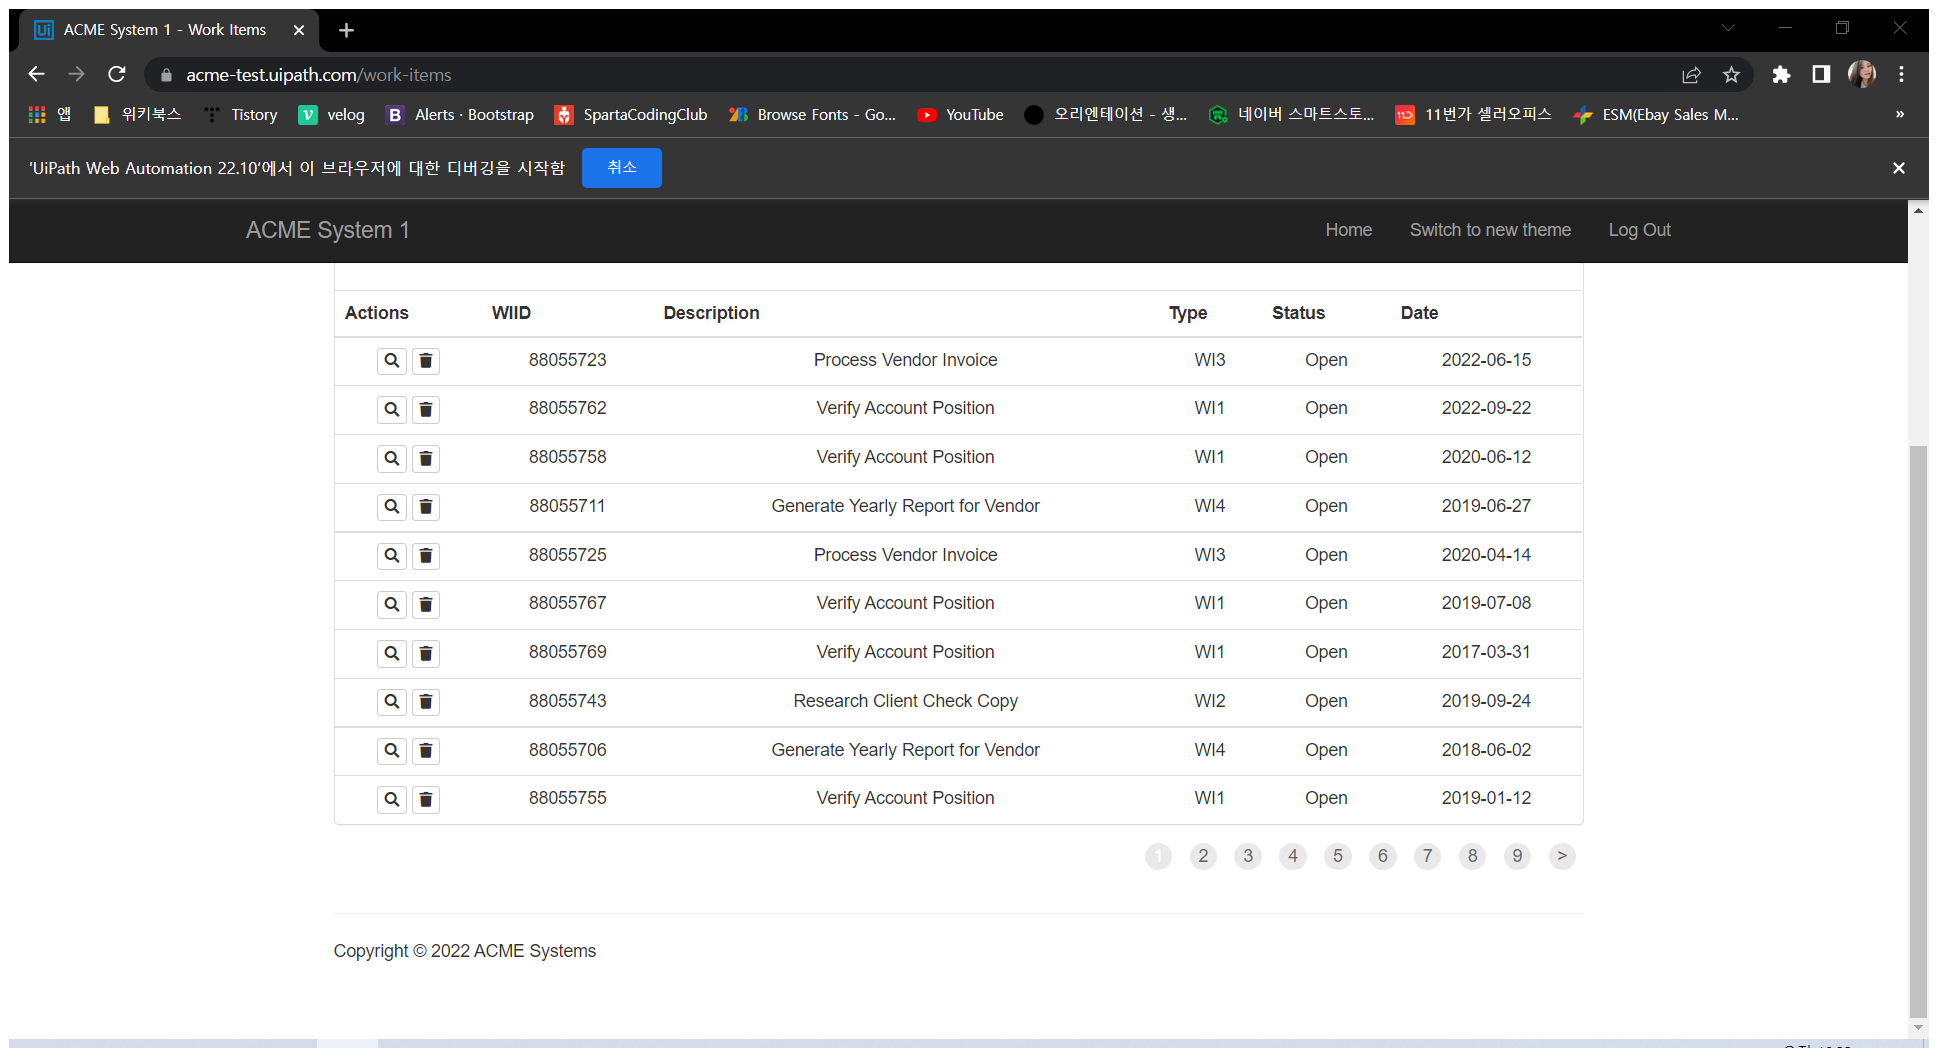 Ui ACME System 1 - Work Items
acme-test.uipath.com/work-items
앱 위키북스 Tistory velog B Alerts · Bootstrap SpartaCodingClub Browse Fonts - Go... YouTube 오리엔테이션 - 생... 네이버 스마트스토... 11번가 셀러오피스 ESM(Ebay Sales M... »
'UiPath Web Automation 22.10'에서 이 브라우저에 대한 디버깅을 시작함 취소
ACME System 1 Home Switch to new theme Log Out
Actions WIID Description Type Status Date
88055723 Process Vendor Invoice WI3 Open 2022-06-15
88055762 Verify Account Position WI1 Open 2022-09-22
88055758 Verify Account Position WI1 Open 2020-06-12
88055711 Generate Yearly Report for Vendor WI4 Open 2019-06-27
88055725 Process Vendor Invoice WI3 Open 2020-04-14
88055767 Verify Account Position WI1 Open 2019-07-08
88055769 Verify Account Position WI1 Open 2017-03-31
88055743 Research Client Check Copy WI2 Open 2019-09-24
88055706 Generate Yearly Report for Vendor WI4 Open 2018-06-02
88055755 Verify Account Position WI1 Open 2019-01-12
1 2 3 4 5 6 7 8 9 >
Copyright © 2022 ACME Systems